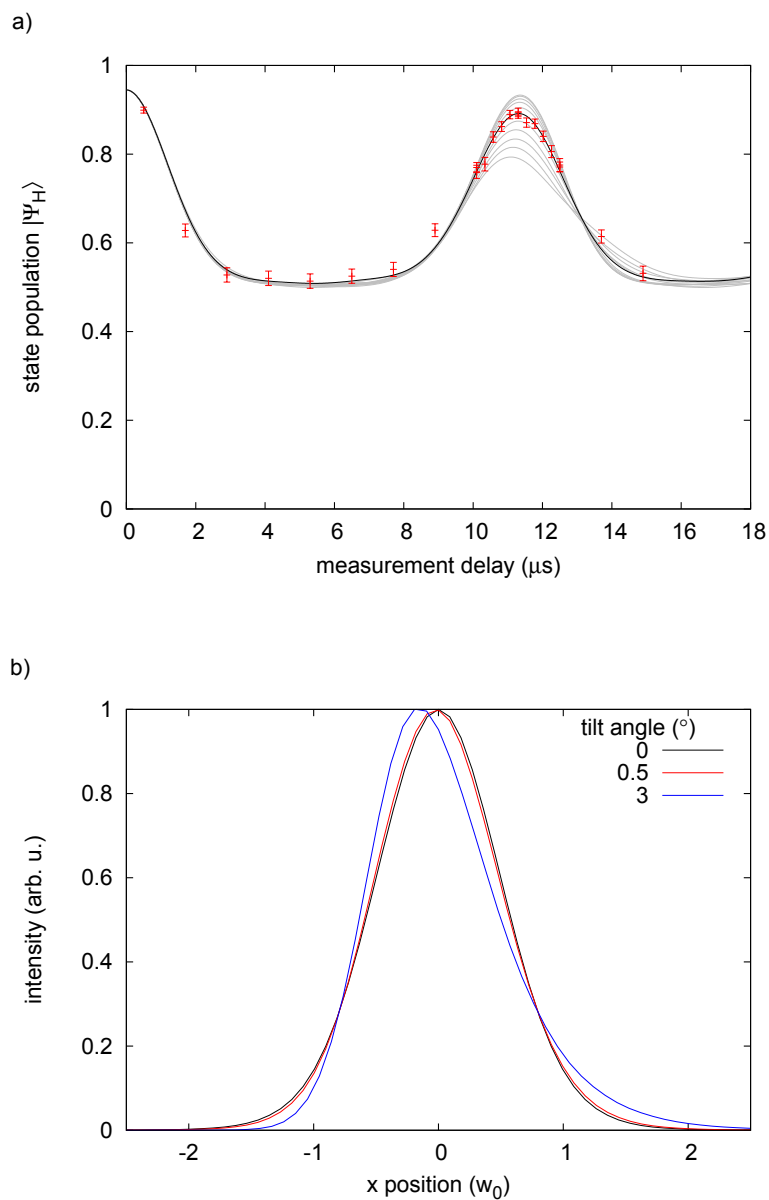 a)
1
0.8
0.6
0.4
0.2
0
state population |Ψ_H⟩
0 2 4 6 8 10 12 14 16 18
measurement delay (μs)
b)
1
0.8
0.6
0.4
0.2
0
intensity (arb. u.)
tilt angle (°)
0
0.5
3
-2 -1 0 1 2
x position (w_0)